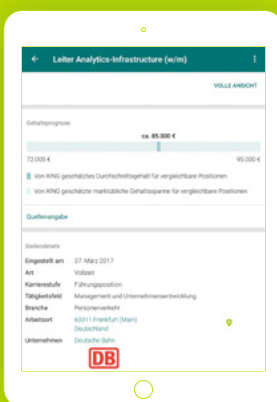 Leiter Analytics-Infrastructure (w/m)
VOLLE ANSICHT
Gehaltsprognose
ca. 85.000 €
72.000 € 95.000 €
Von XING geschätztes Durchschnittsgehalt für vergleichbare Positionen
Von XING geschätzte marktübliche Gehaltsspanne für vergleichbare Positionen
Quellenangabe
Stellendetails
Eingestellt am 27. März 2017
Art Vollzeit
Karrierestufe Führungsposition
Tätigkeitsfeld Management und Unternehmensentwicklung
Branche Personenverkehr
Arbeitsort 60311 Frankfurt (Main)
Deutschland
Unternehmen Deutsche Bahn
DB